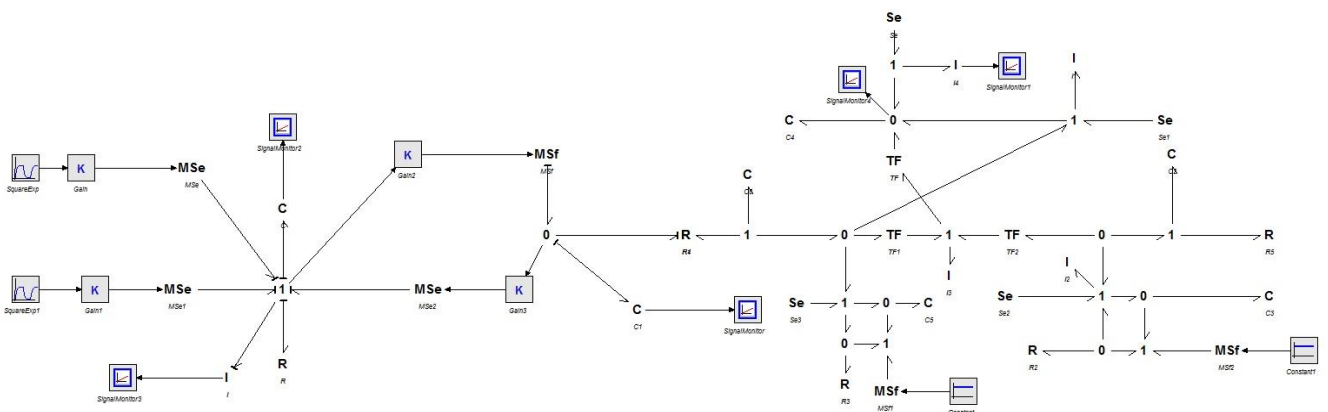 Se
Se
I
I
1
I
I4
SignalMonitor1
SignalMonitor4
C
C4
0
1
Se
Se1
SignalMonitor2
K
Gain2
MSf
MSf
TF
TF
C
SquareExp
K
Gain
MSe
MSe
C
C
C
0
R
R4
1
0
TF
TF1
1
TF
TF2
0
1
R
R5
I
I3
I
I2
SquareExp1
K
Gain1
MSe
MSe1
1
MSe
MSe2
K
Gain3
C
C1
SignalMonitor
Se
Se3
1
0
C
C5
Se
Se2
1
0
C
C3
0
1
R
R2
0
1
MSf
MSf2
Constant1
SignalMonitor3
I
I
R
R
R
R3
MSf
MSf1
Constant